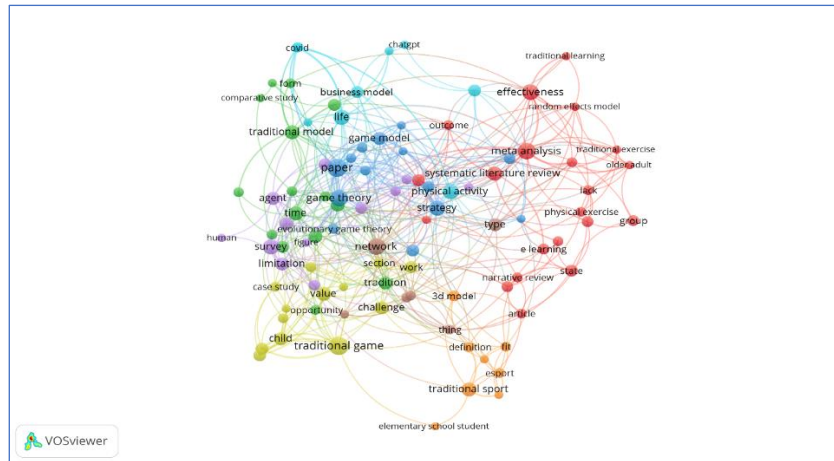 covid
chatgpt
traditional learning
form
business model
effectiveness
comparative study
random effects model
life
outcome
traditional model
game model
traditional exercise
meta analysis
older adult
paper
systematic literature review
physical activity
lack
agent
game theory
strategy
time
physical exercise
group
type
evolutionary game theory
human
figure
survey
network
e learning
limitation
section
work
state
narrative review
case study
tradition
value
3d model
opportunity
challenge
article
thing
child
traditional game
definition
fit
esport
traditional sport
elementary school student
VOSviewer